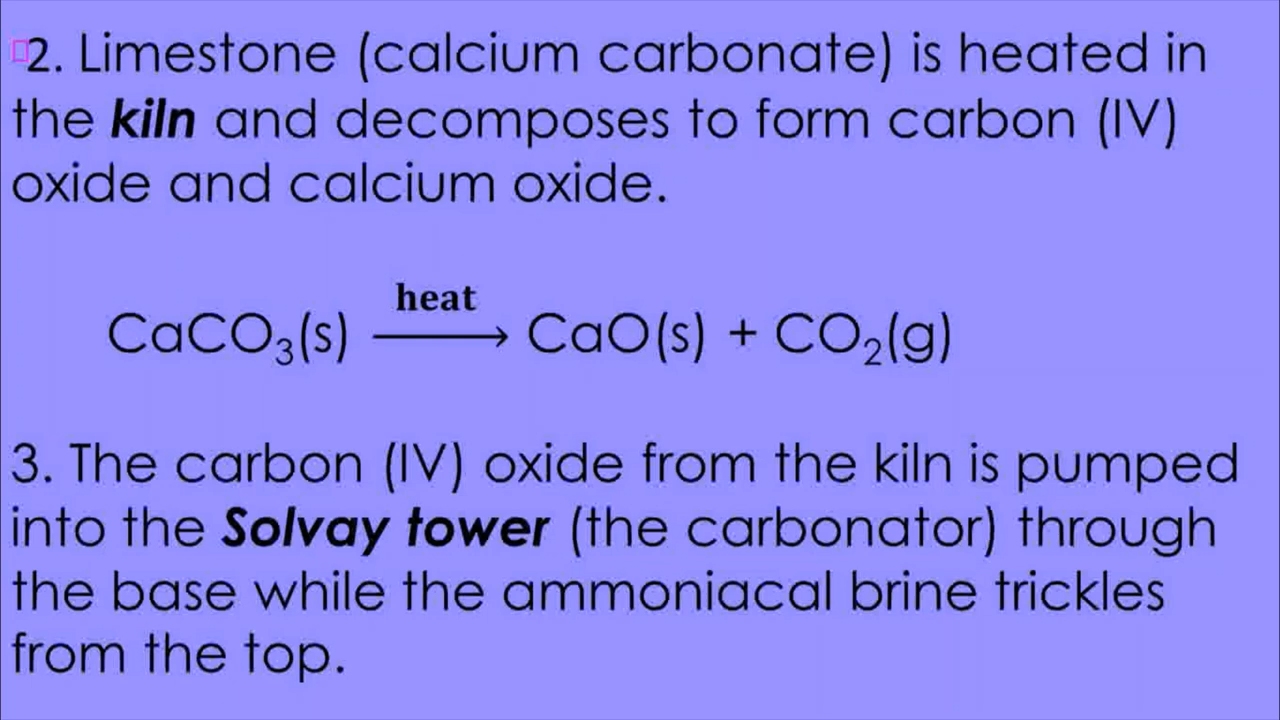 2. Limestone (calcium carbonate) is heated in
the kiln and decomposes to form carbon (IV)
oxide and calcium oxide.
heat
CaCO₃(s) ⟶ CaO(s) + CO₂(g)
3. The carbon (IV) oxide from the kiln is pumped
into the Solvay tower (the carbonator) through
the base while the ammoniacal brine trickles
from the top.